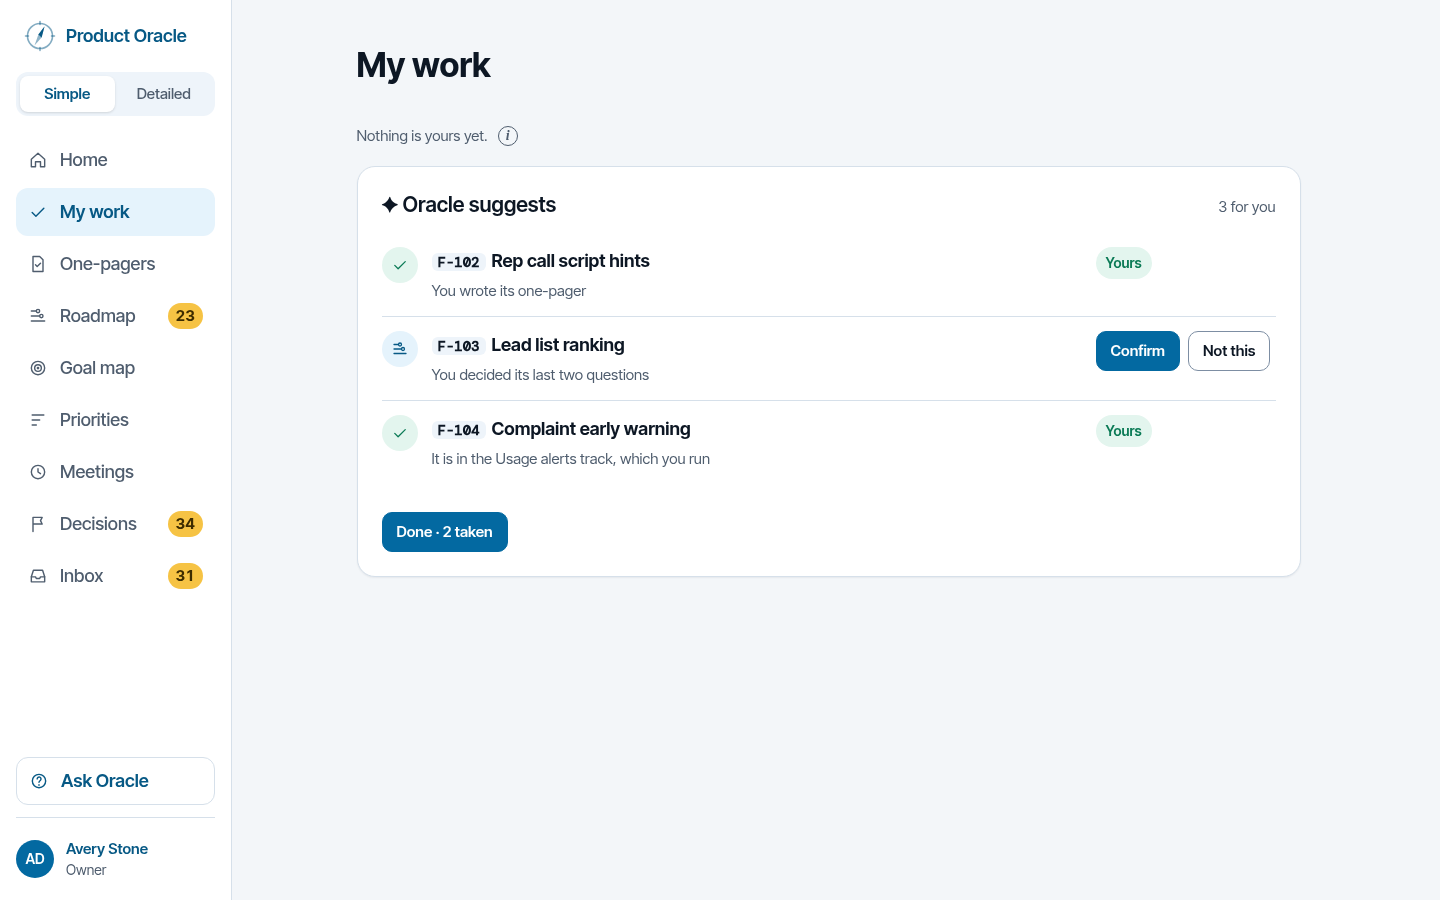 Product Oracle
Simple
Detailed
Home
My work
One-pagers
Roadmap 23
Goal map
Priorities
Meetings
Decisions 34
Inbox 31
Ask Oracle
AD
Avery Stone
Owner
My work
Nothing is yours yet. i
Oracle suggests
3 for you
F-102 Rep call script hints
You wrote its one-pager
Yours
F-103 Lead list ranking
You decided its last two questions
Confirm
Not this
F-104 Complaint early warning
It is in the Usage alerts track, which you run
Yours
Done · 2 taken